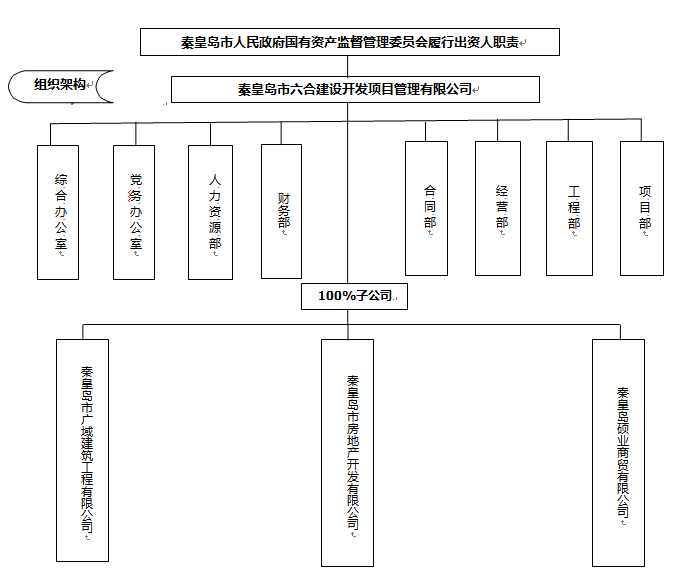 秦皇岛市人民政府国有资产监督管理委员会履行出资人职责
组织架构
秦皇岛市六合建设开发项目管理有限公司
综合办公室
党务办公室
人力资源部
财务部
合同部
经营部
工程部
项目部
100%子公司
秦皇岛市广域建筑工程有限公司
秦皇岛市房地产开发有限公司
秦皇岛硕业商贸有限公司